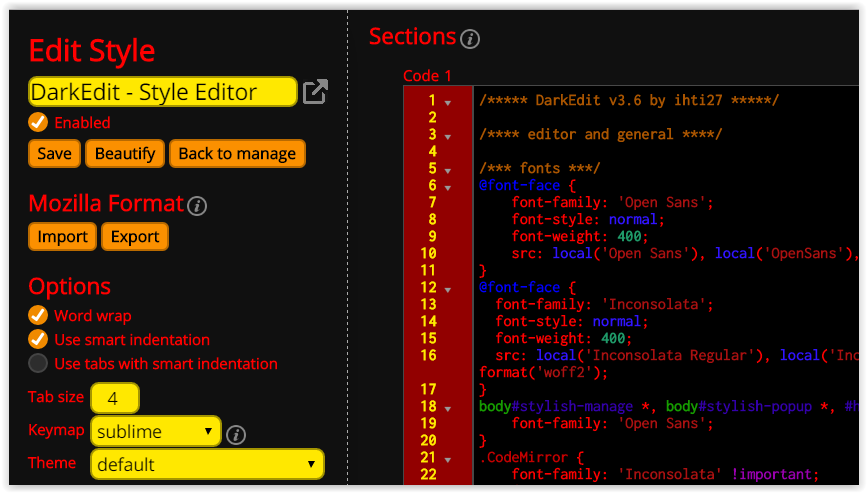 Edit Style
DarkEdit - Style Editor
Enabled
Save Beautify Back to manage
Mozilla Format
Import Export
Options
Word wrap
Use smart indentation
Use tabs with smart indentation
Tab size 4
Keymap sublime
Theme default
Sections
Code 1
1 /***** DarkEdit v3.6 by ihti27 *****/
2
3 /**** editor and general ****/
4
5 /*** fonts ***/
6 @font-face {
7 font-family: 'Open Sans';
8 font-style: normal;
9 font-weight: 400;
10 src: local('Open Sans'), local('OpenSans'),
11 }
12 @font-face {
13 font-family: 'Inconsolata';
14 font-style: normal;
15 font-weight: 400;
16 src: local('Inconsolata Regular'), local('Inc
format('woff2');
17 }
18 body#stylish-manage *, body#stylish-popup *, #h
19 font-family: 'Open Sans';
20 }
21 .CodeMirror {
22 font-family: 'Inconsolata' !important;